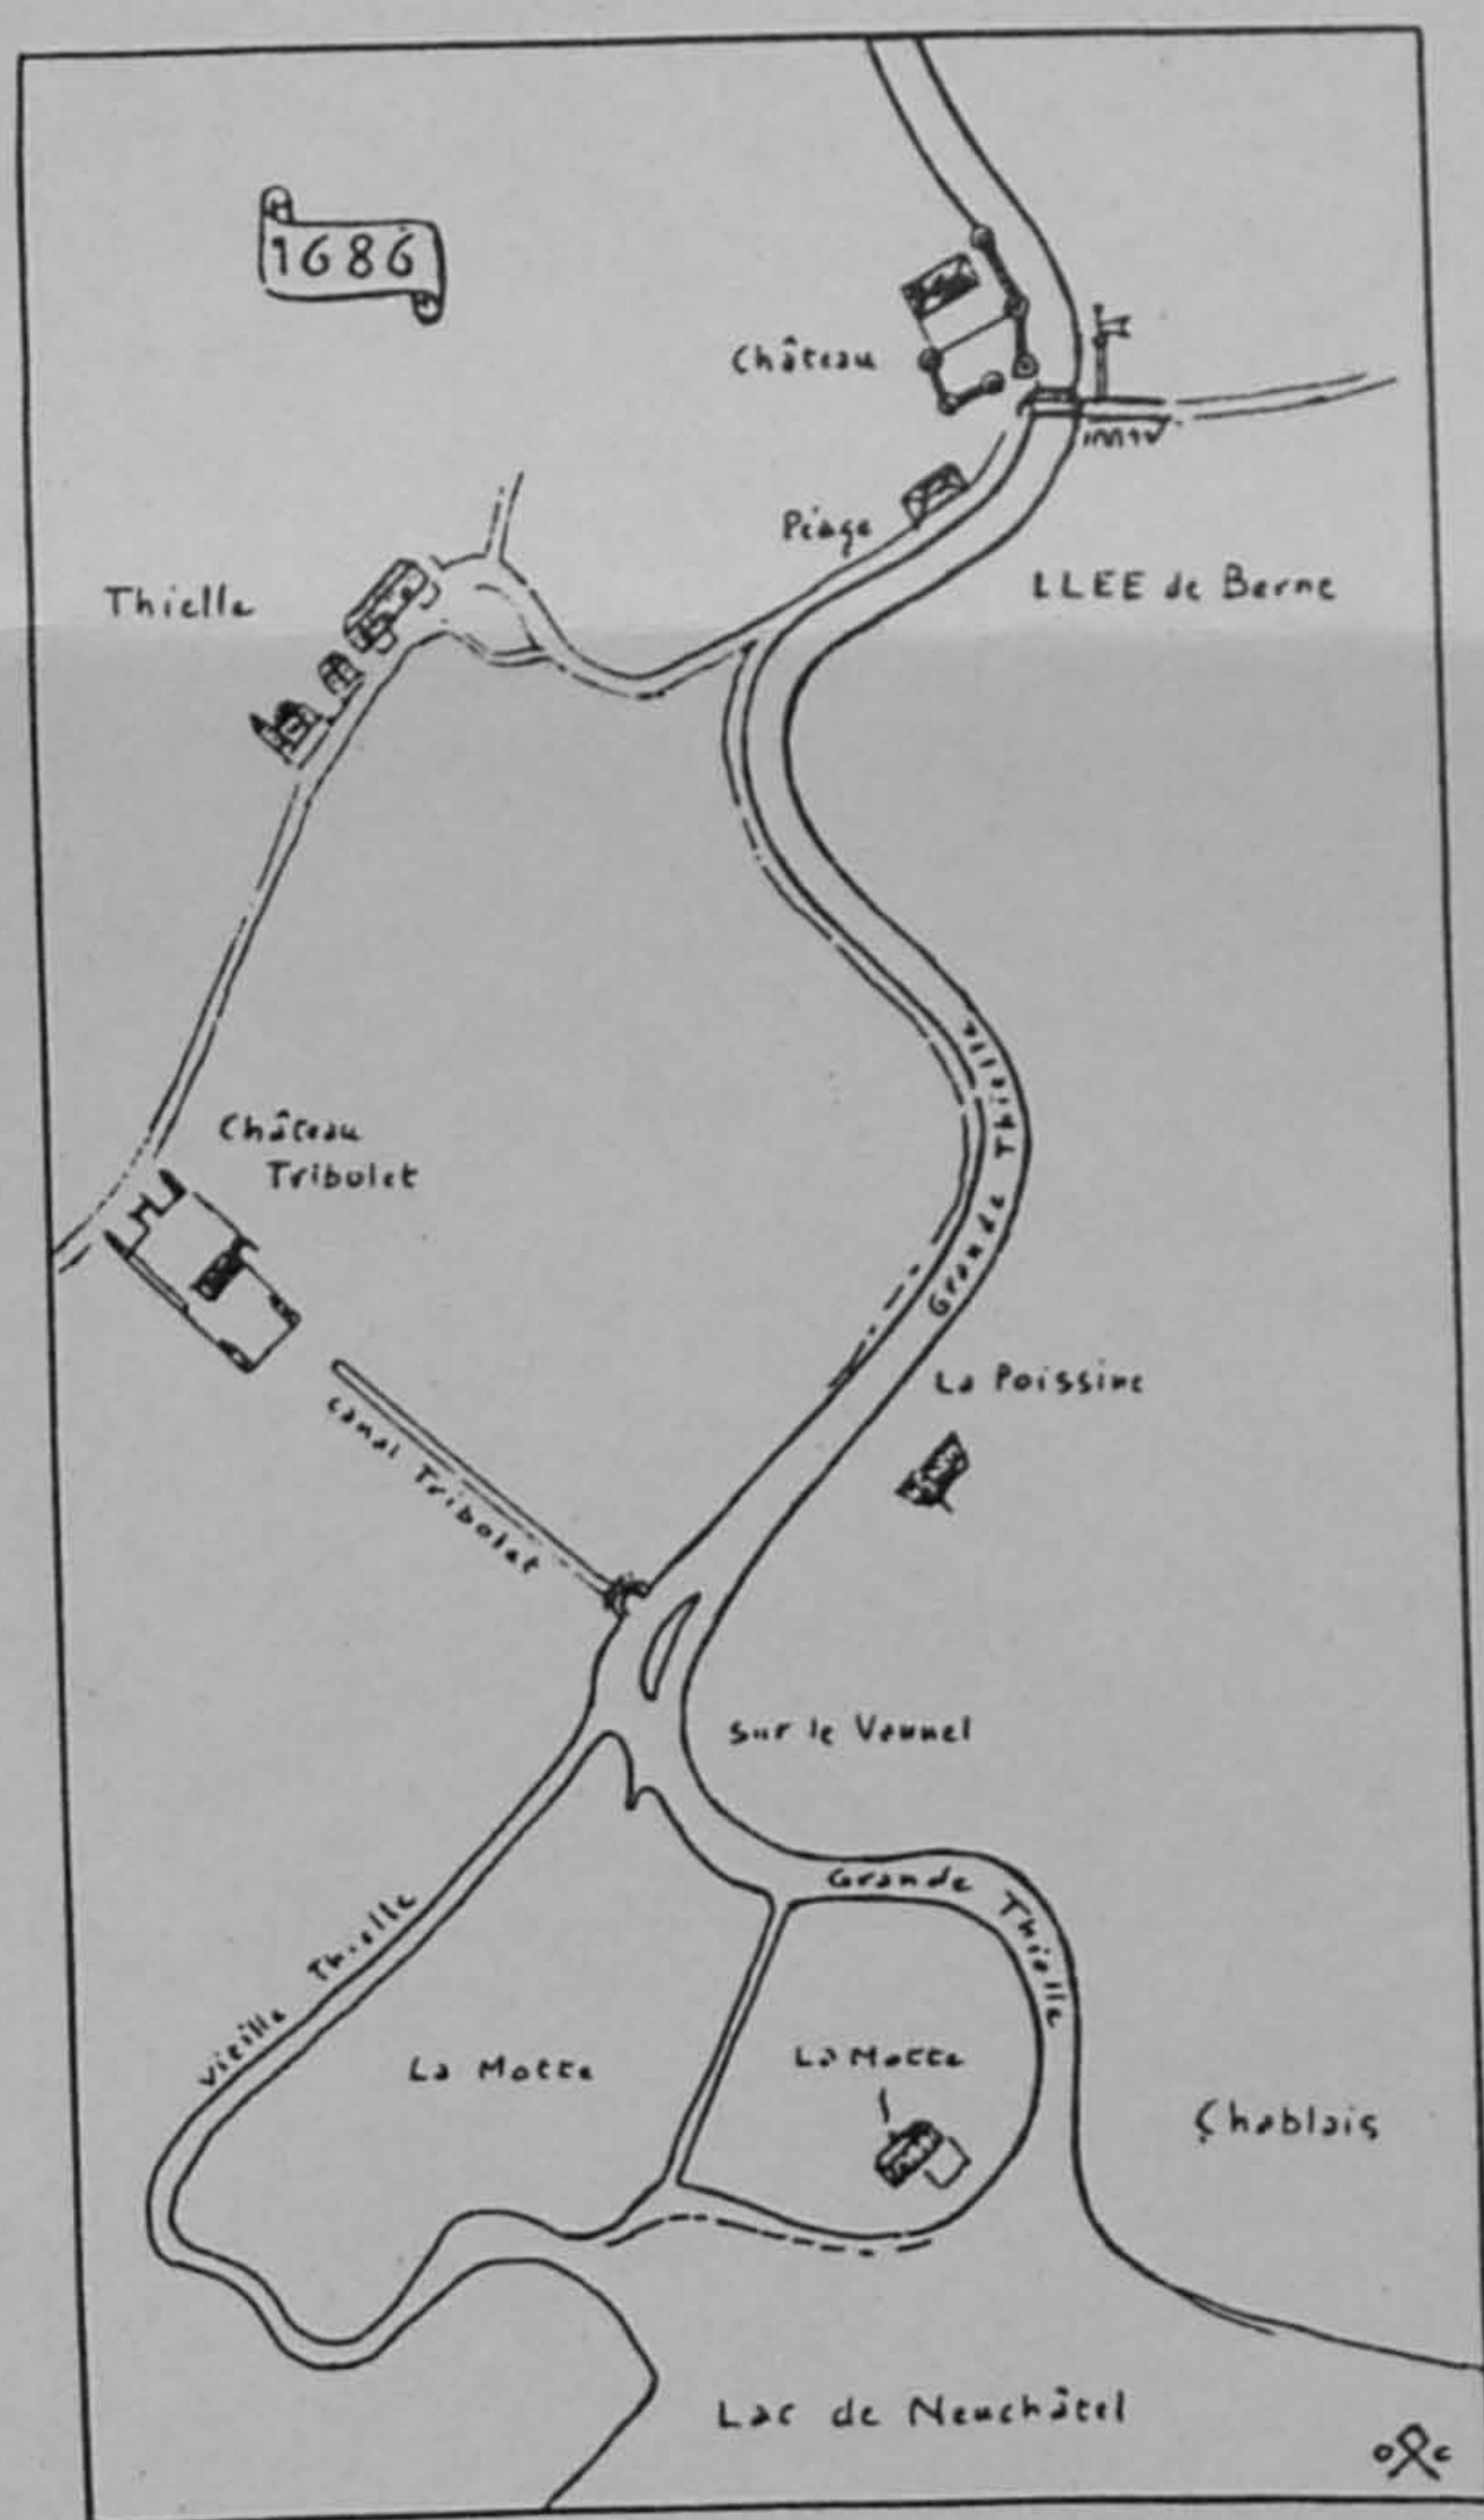 1686
Château
Péage
LLEE de Berne
Thielle
Grande Thielle
Château
Tribolet
La Poissine
canal Tribolet
sur le Vannel
Grande Thielle
Vieille Thielle
La Motte
La Motte
Chablais
Lac de Neuchâtel